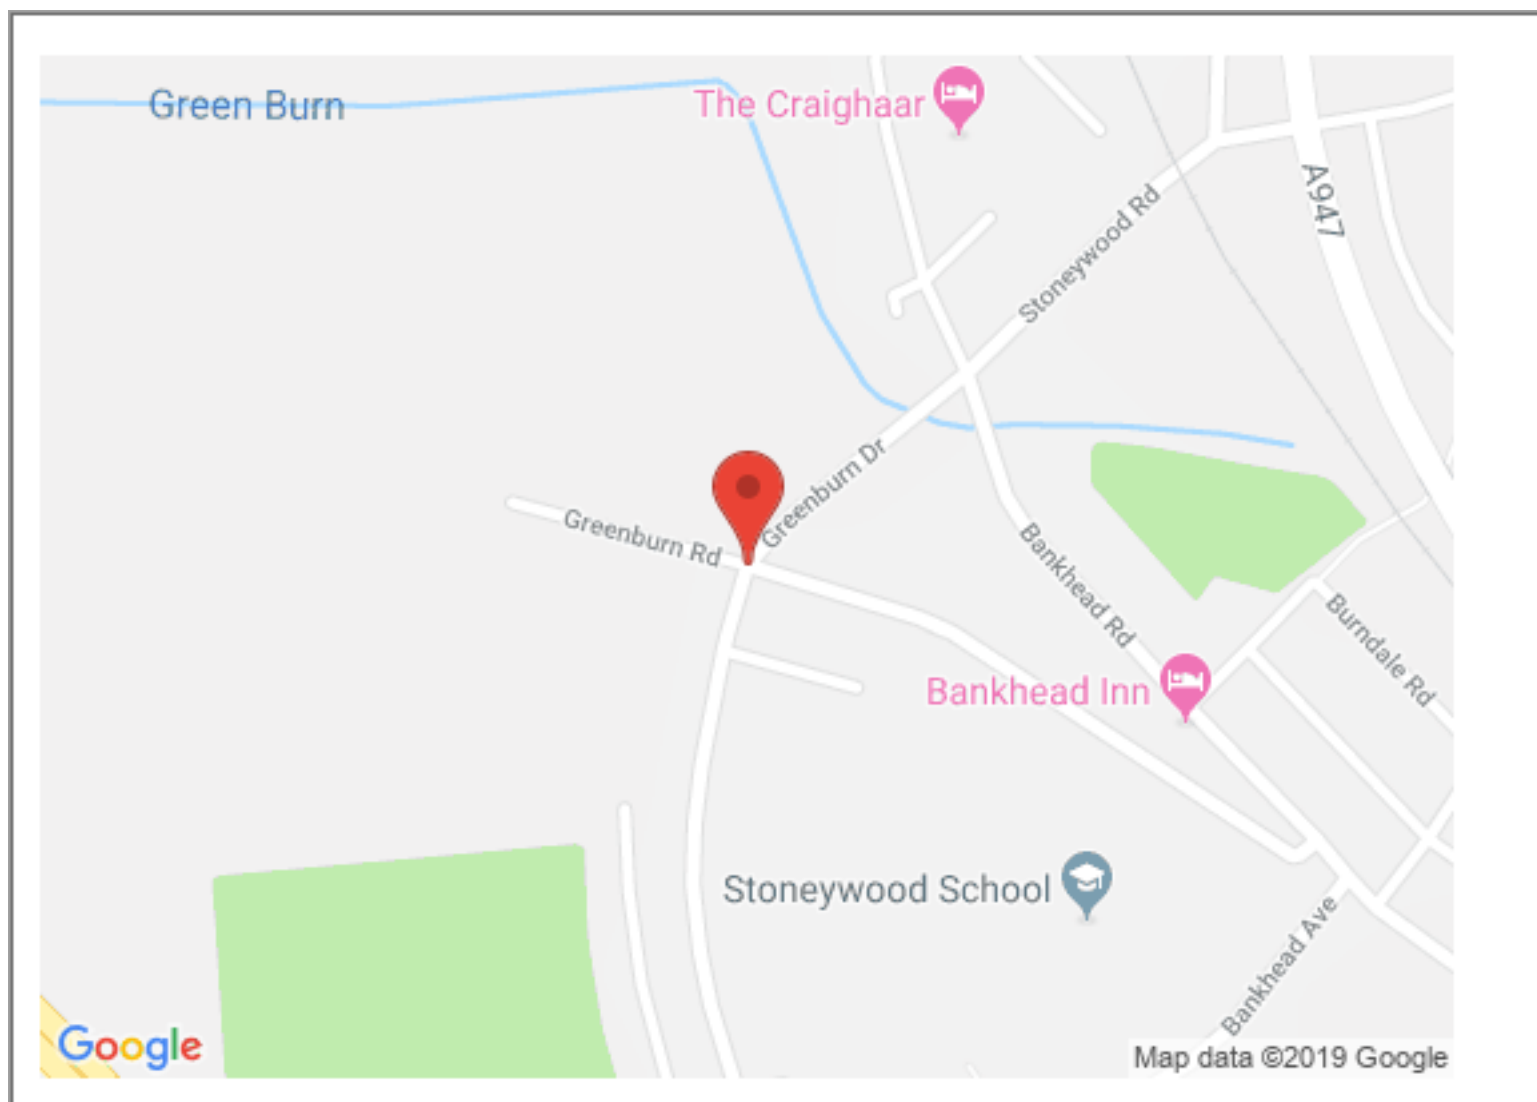 Green Burn
The Craighaar
A947
Stoneywood Rd
Greenburn Dr
Greenburn Rd
Bankhead Rd
Burndale Rd
Bankhead Inn
Stoneywood School
Bankhead Ave
Google
Map data ©2019 Google